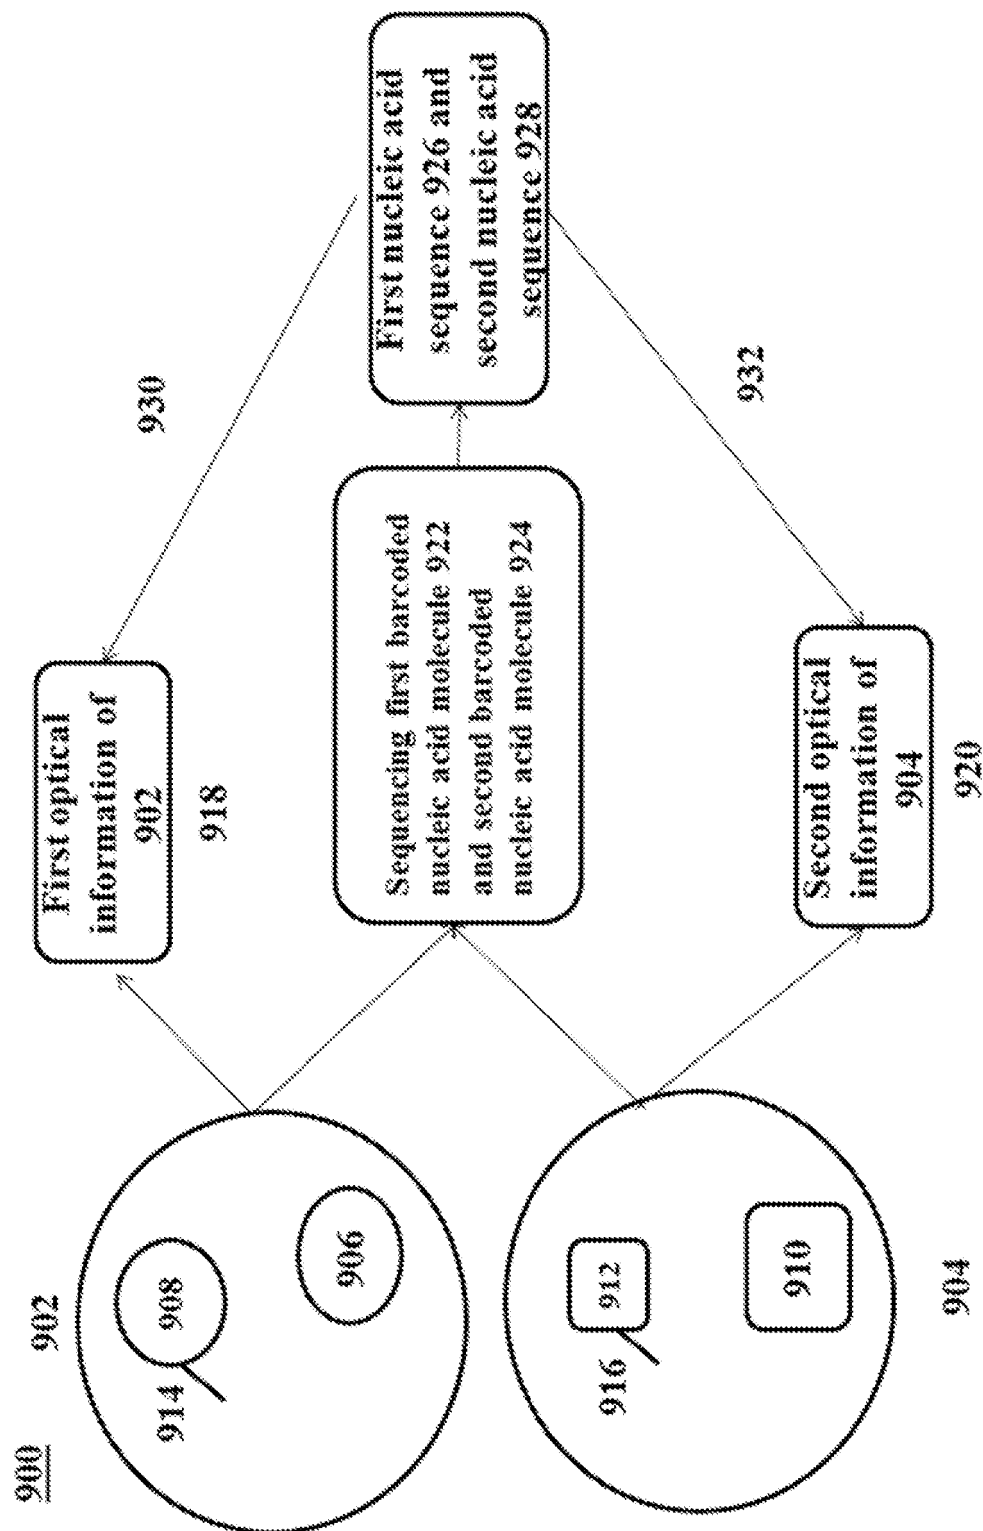 900
902
914
908
906
916
912
910
904
First optical
information of
902
918
Sequencing first barcoded
nucleic acid molecule 922
and second barcoded
nucleic acid molecule 924
Second optical
information of
904
920
930
First nucleic acid
sequence 926 and
second nucleic acid
sequence 928
932